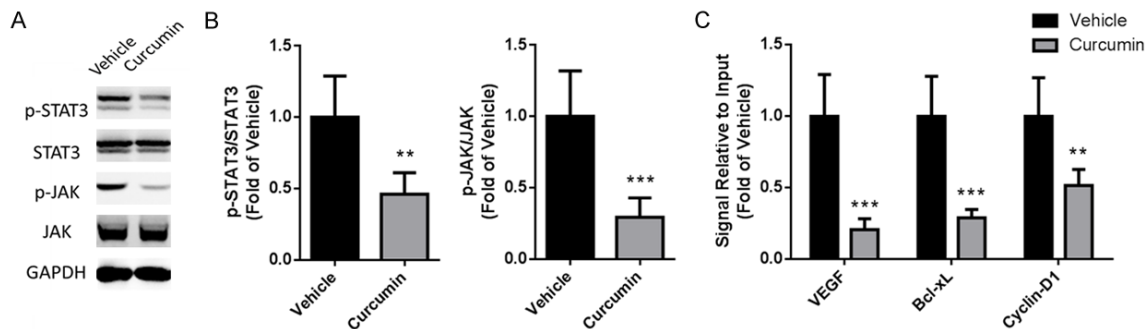 A
Vehicle
Curcumin
p-STAT3
STAT3
p-JAK
JAK
GAPDH
B
p-STAT3/STAT3
(Fold of Vehicle)
1.5
1.0
0.5
0.0
**
Vehicle
Curcumin
p-JAK/JAK
(Fold of Vehicle)
1.5
1.0
0.5
0.0
***
Vehicle
Curcumin
C
Vehicle
Curcumin
Signal Relative to Input
(Fold of Vehicle)
1.5
1.0
0.5
0.0
***
***
**
VEGF
Bcl-xL
Cyclin-D1